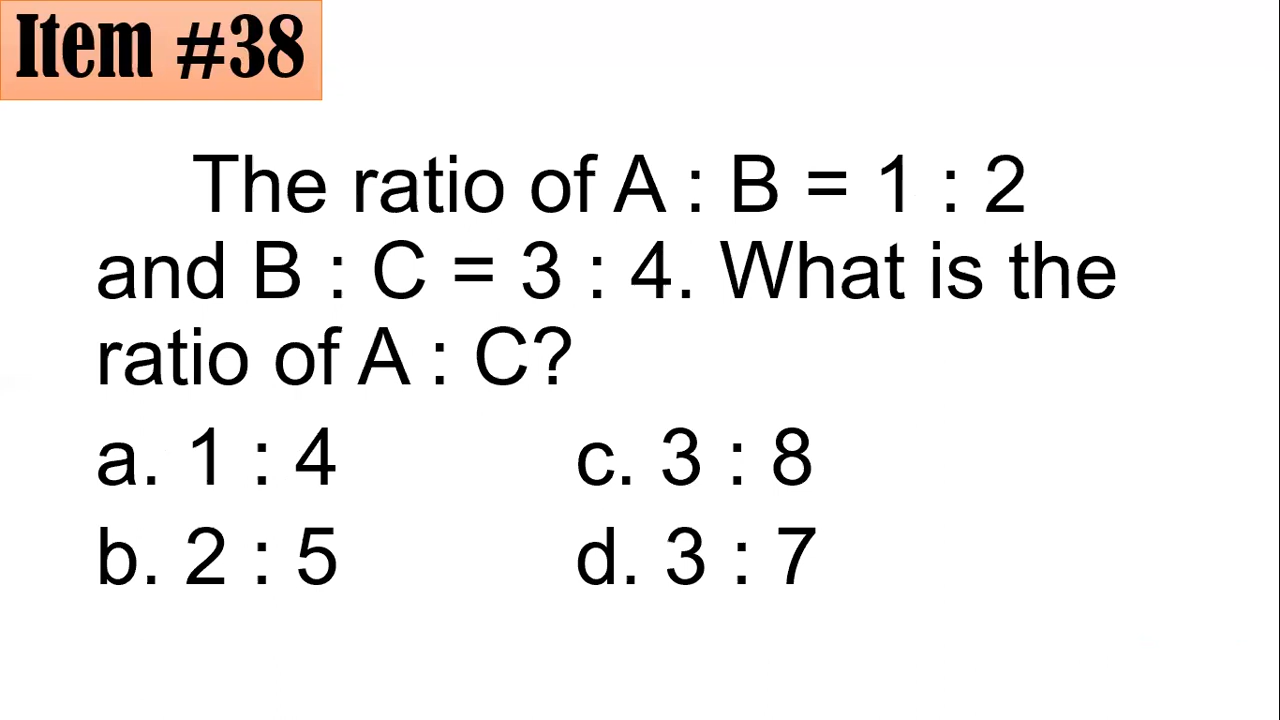 Item #38
The ratio of A : B = 1 : 2
and B : C = 3 : 4. What is the
ratio of A : C?
a. 1 : 4 c. 3 : 8
b. 2 : 5 d. 3 : 7